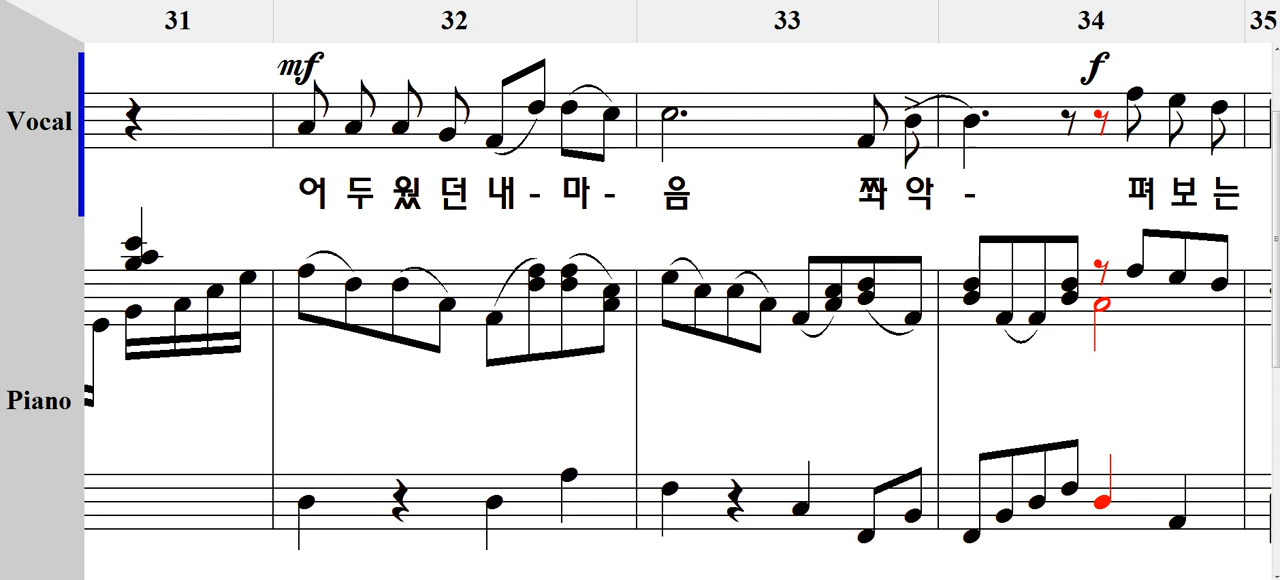 31 32 33 34 35
mf f
Vocal
어 두 웠 던 내 - 마 - 음 쫘 악 - 펴 보 는
Piano